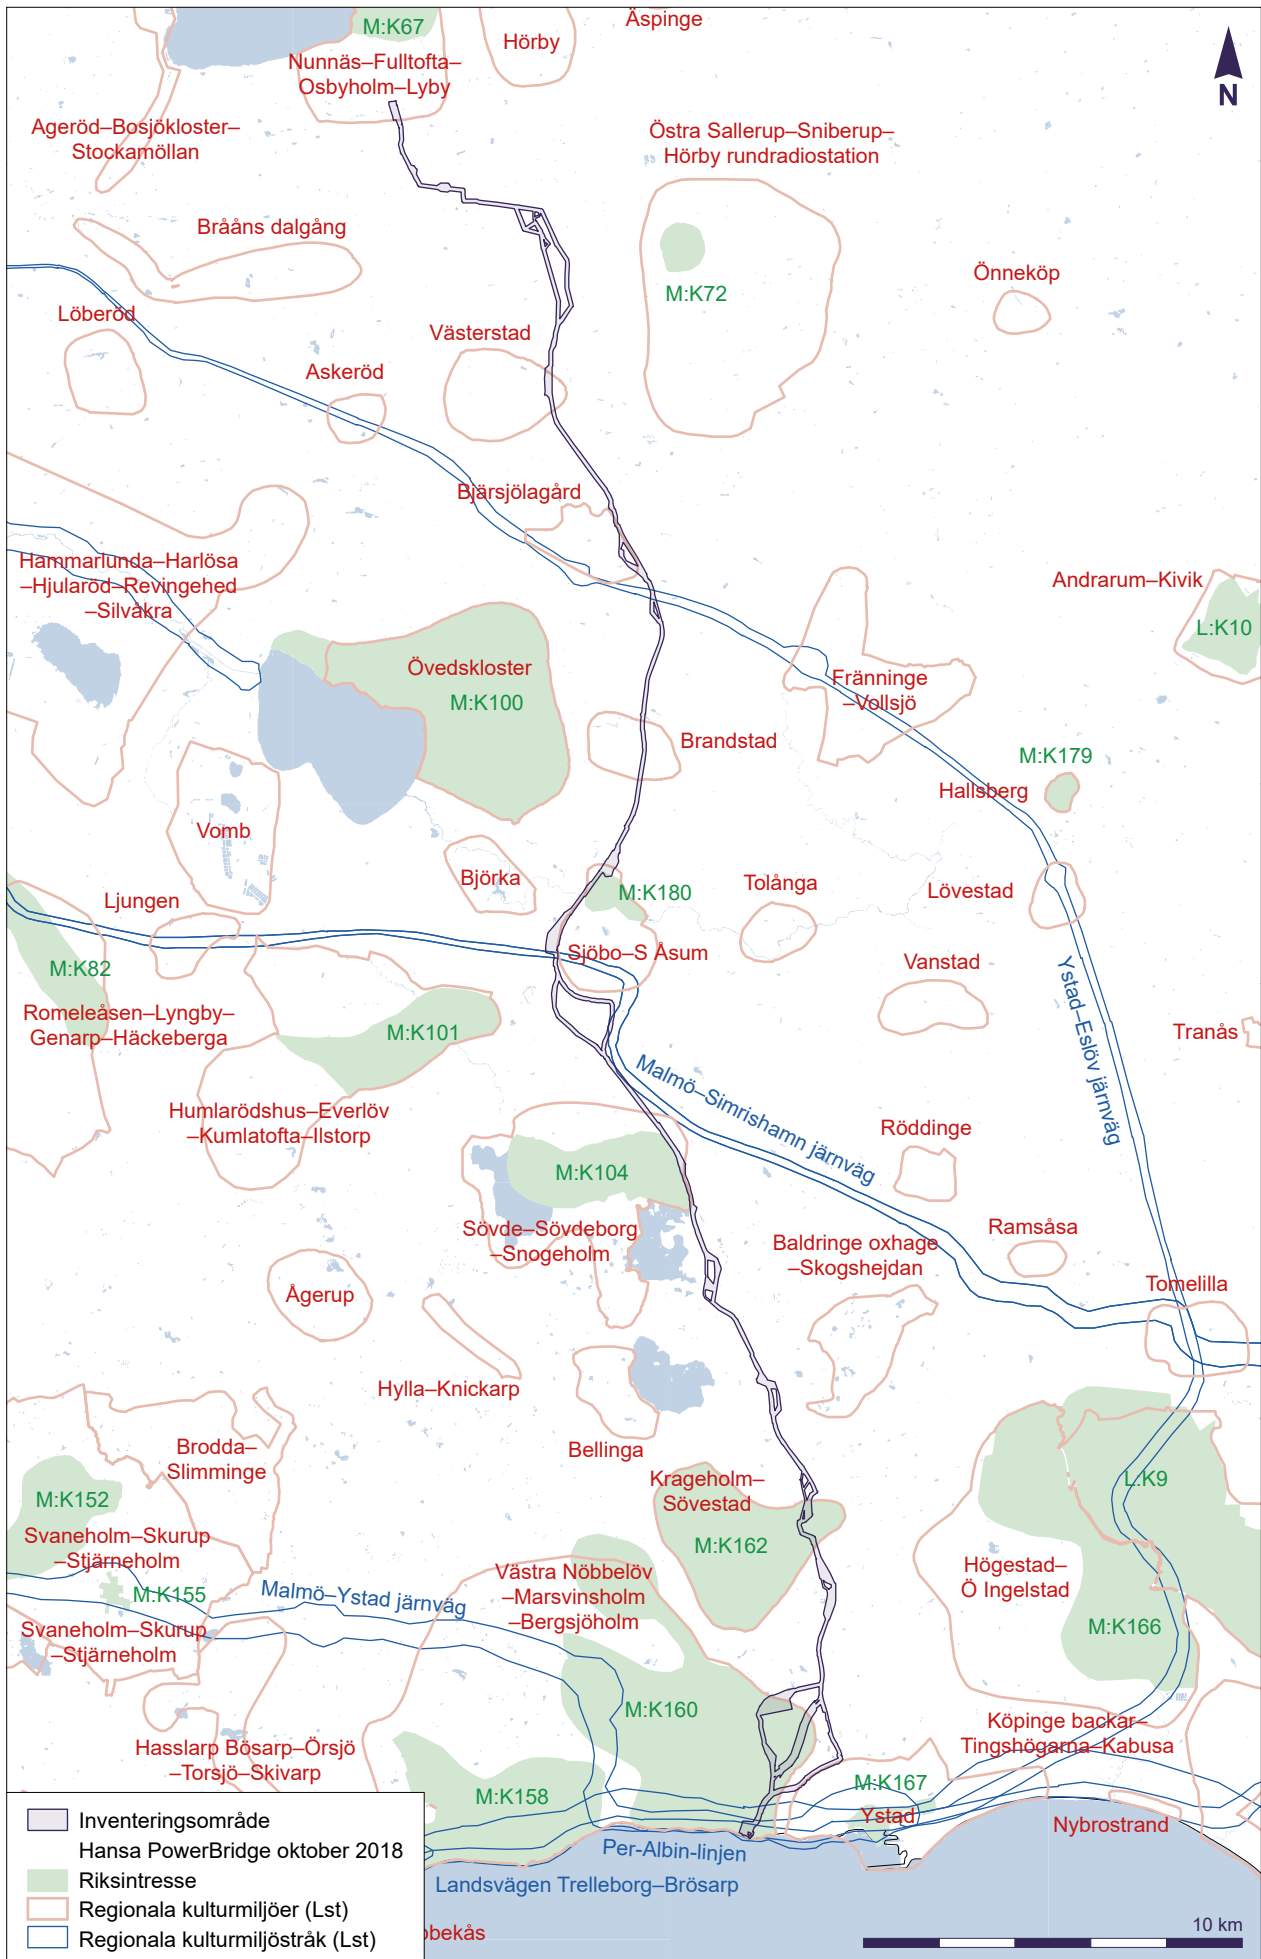 Äspinge
M:K67
Hörby
Nunnäs–Fulltofta–
Osbyholm–Lyby
N
Ageröd–Bosjökloster–
Stockamöllan
Östra Sallerup–Sniberup–
Hörby rundradiostation
Brååns dalgång
Önneköp
M:K72
Löberöd
Västerstad
Askeröd
Bjärsjölagård
Hammarlunda–Harlösa
–Hjularöd–Revingehed
–Silvåkra
Andrarum–Kivik
L:K10
Övedskloster
M:K100
Fränninge
–Vollsjö
Brandstad
M:K179
Hallsberg
Vomb
Björka
M:K180
Tolånga
Lövestad
Ljungen
Sjöbo–S Åsum
Vanstad
M:K82
Romeleåsen–Lyngby–
Genarp–Häckeberga
M:K101
Tranås
Ystad–Eslöv järnväg
Malmö–Simrishamn järnväg
Humlarödshus–Everlöv
–Kumlatofta–Ilstorp
Röddinge
M:K104
Sövde–Sövdeborg
–Snogeholm
Ramsåsa
Baldringe oxhage
–Skogshejdan
Tomelilla
Ågerup
Hylla–Knickarp
Bellinga
Brodda–
Slimminge
Krageholm–
Sövestad
L:K9
M:K152
Svaneholm–Skurup
–Stjärneholm
M:K162
Högestad–
Ö Ingelstad
Västra Nöbbelöv
–Marsvinsholm
–Bergsjöholm
M:K155
Malmö–Ystad järnväg
Svaneholm–Skurup
–Stjärneholm
M:K166
M:K160
Köpinge backar–
Tingshögarna–Kabusa
Hasslarp Bösarp–Örsjö
–Torsjö–Skivarp
M:K167
M:K158
Ystad
Nybrostrand
Per-Albin-linjen
Landsvägen Trelleborg–Brösarp
bbekås
Inventeringsområde
Hansa PowerBridge oktober 2018
Riksintresse
Regionala kulturmiljöer (Lst)
Regionala kulturmiljöstråk (Lst)
10 km